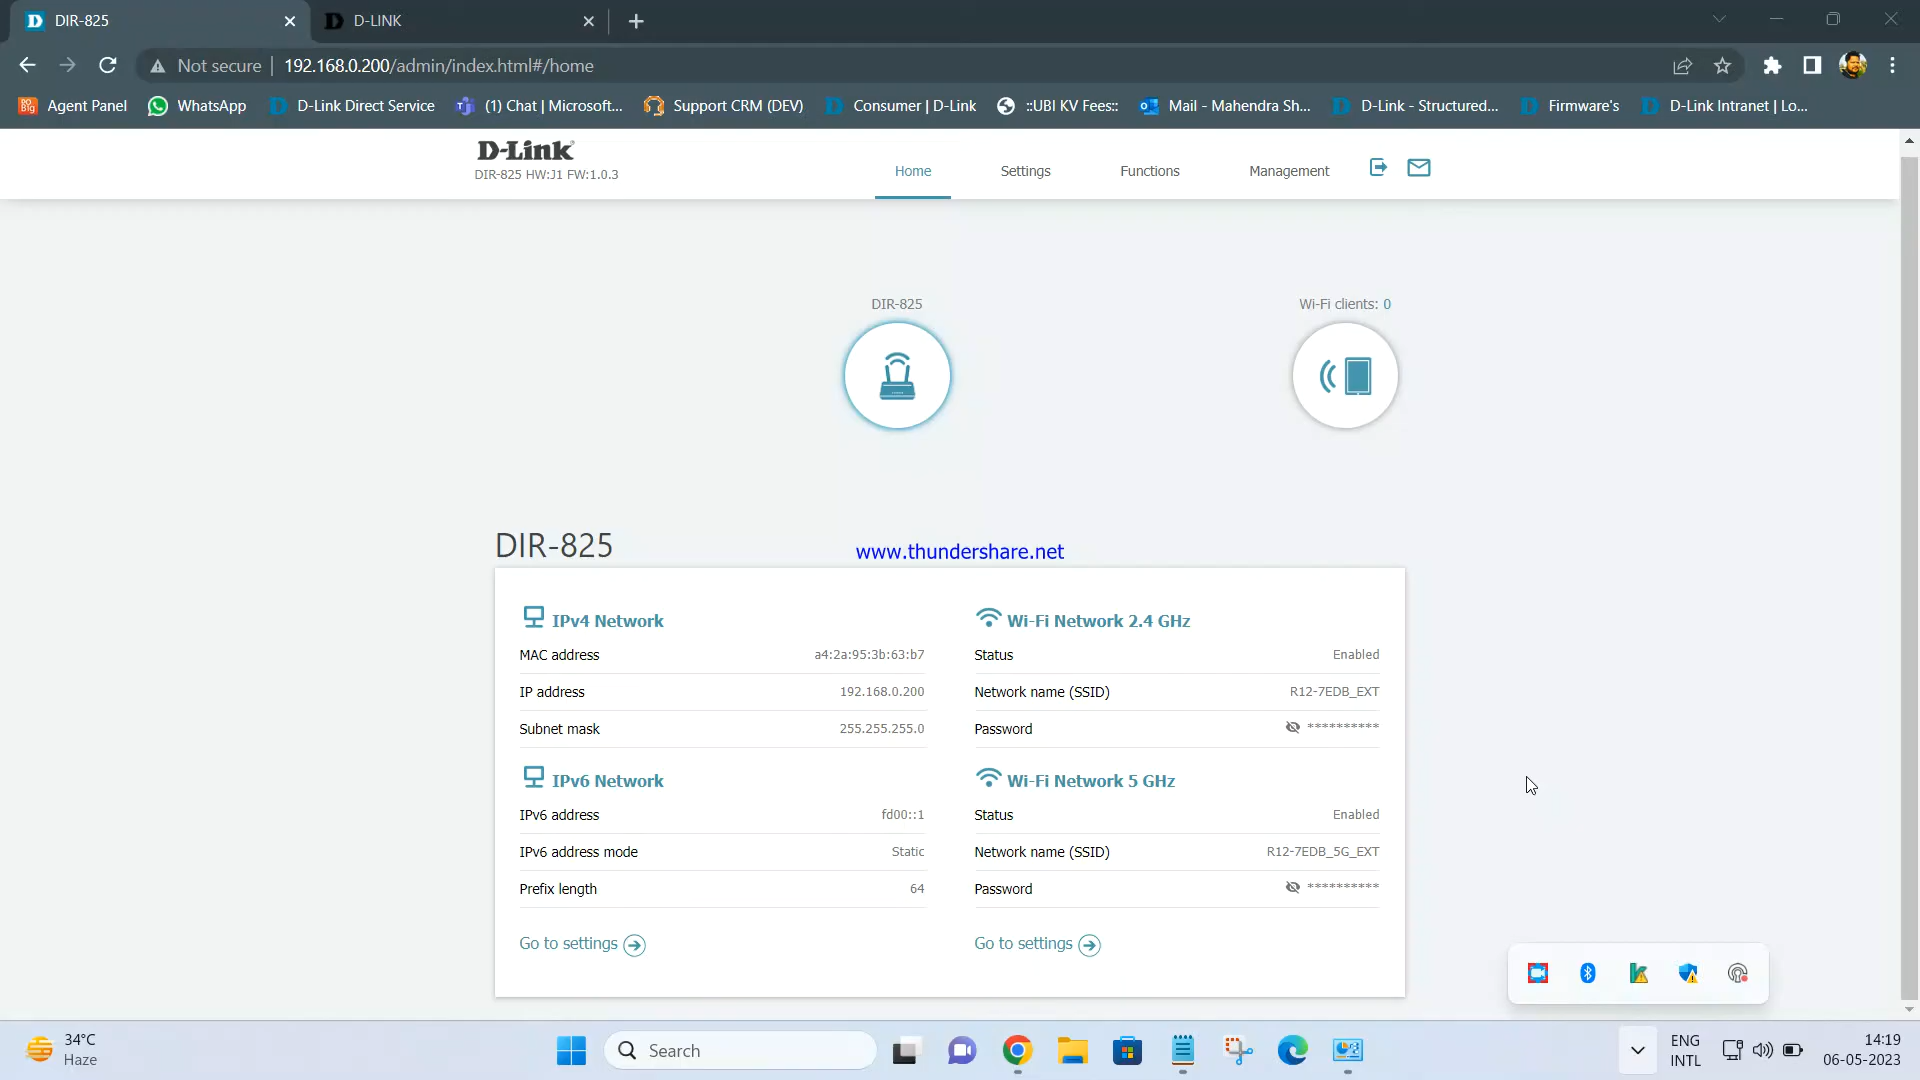 DIR-825
D-LINK
Not secure
192.168.0.200/admin/index.html#/home
Agent Panel
WhatsApp
D-Link Direct Service
(1) Chat | Microsoft...
Support CRM (DEV)
Consumer | D-Link
::UBI KV Fees::
Mail - Mahendra Sh...
D-Link - Structured...
Firmware's
D-Link Intranet | Lo...
D-Link
DIR-825 HW:J1 FW:1.0.3
Home
Settings
Functions
Management
DIR-825
Wi-Fi clients: 0
DIR-825
www.thundershare.net
IPv4 Network
MAC address a4:2a:95:3b:63:b7
IP address 192.168.0.200
Subnet mask 255.255.255.0
IPv6 Network
IPv6 address fd00::1
IPv6 address mode Static
Prefix length 64
Go to settings
Wi-Fi Network 2.4 GHz
Status Enabled
Network name (SSID) R12-7EDB_EXT
Password **********
Wi-Fi Network 5 GHz
Status Enabled
Network name (SSID) R12-7EDB_5G_EXT
Password **********
Go to settings
34°C
Haze
Search
ENG
INTL
14:19
06-05-2023